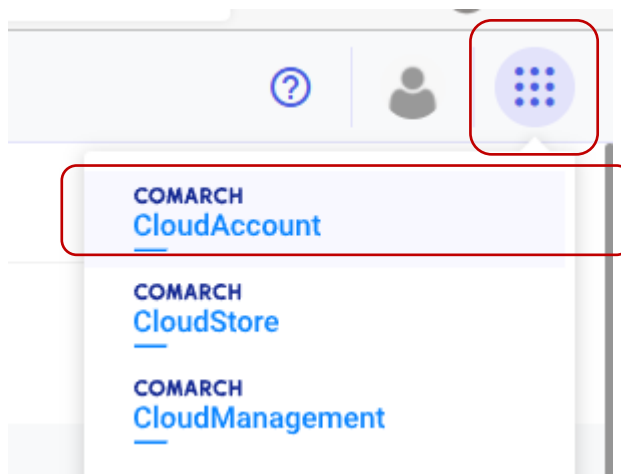 COMARCH
CloudAccount
COMARCH
CloudStore
COMARCH
CloudManagement